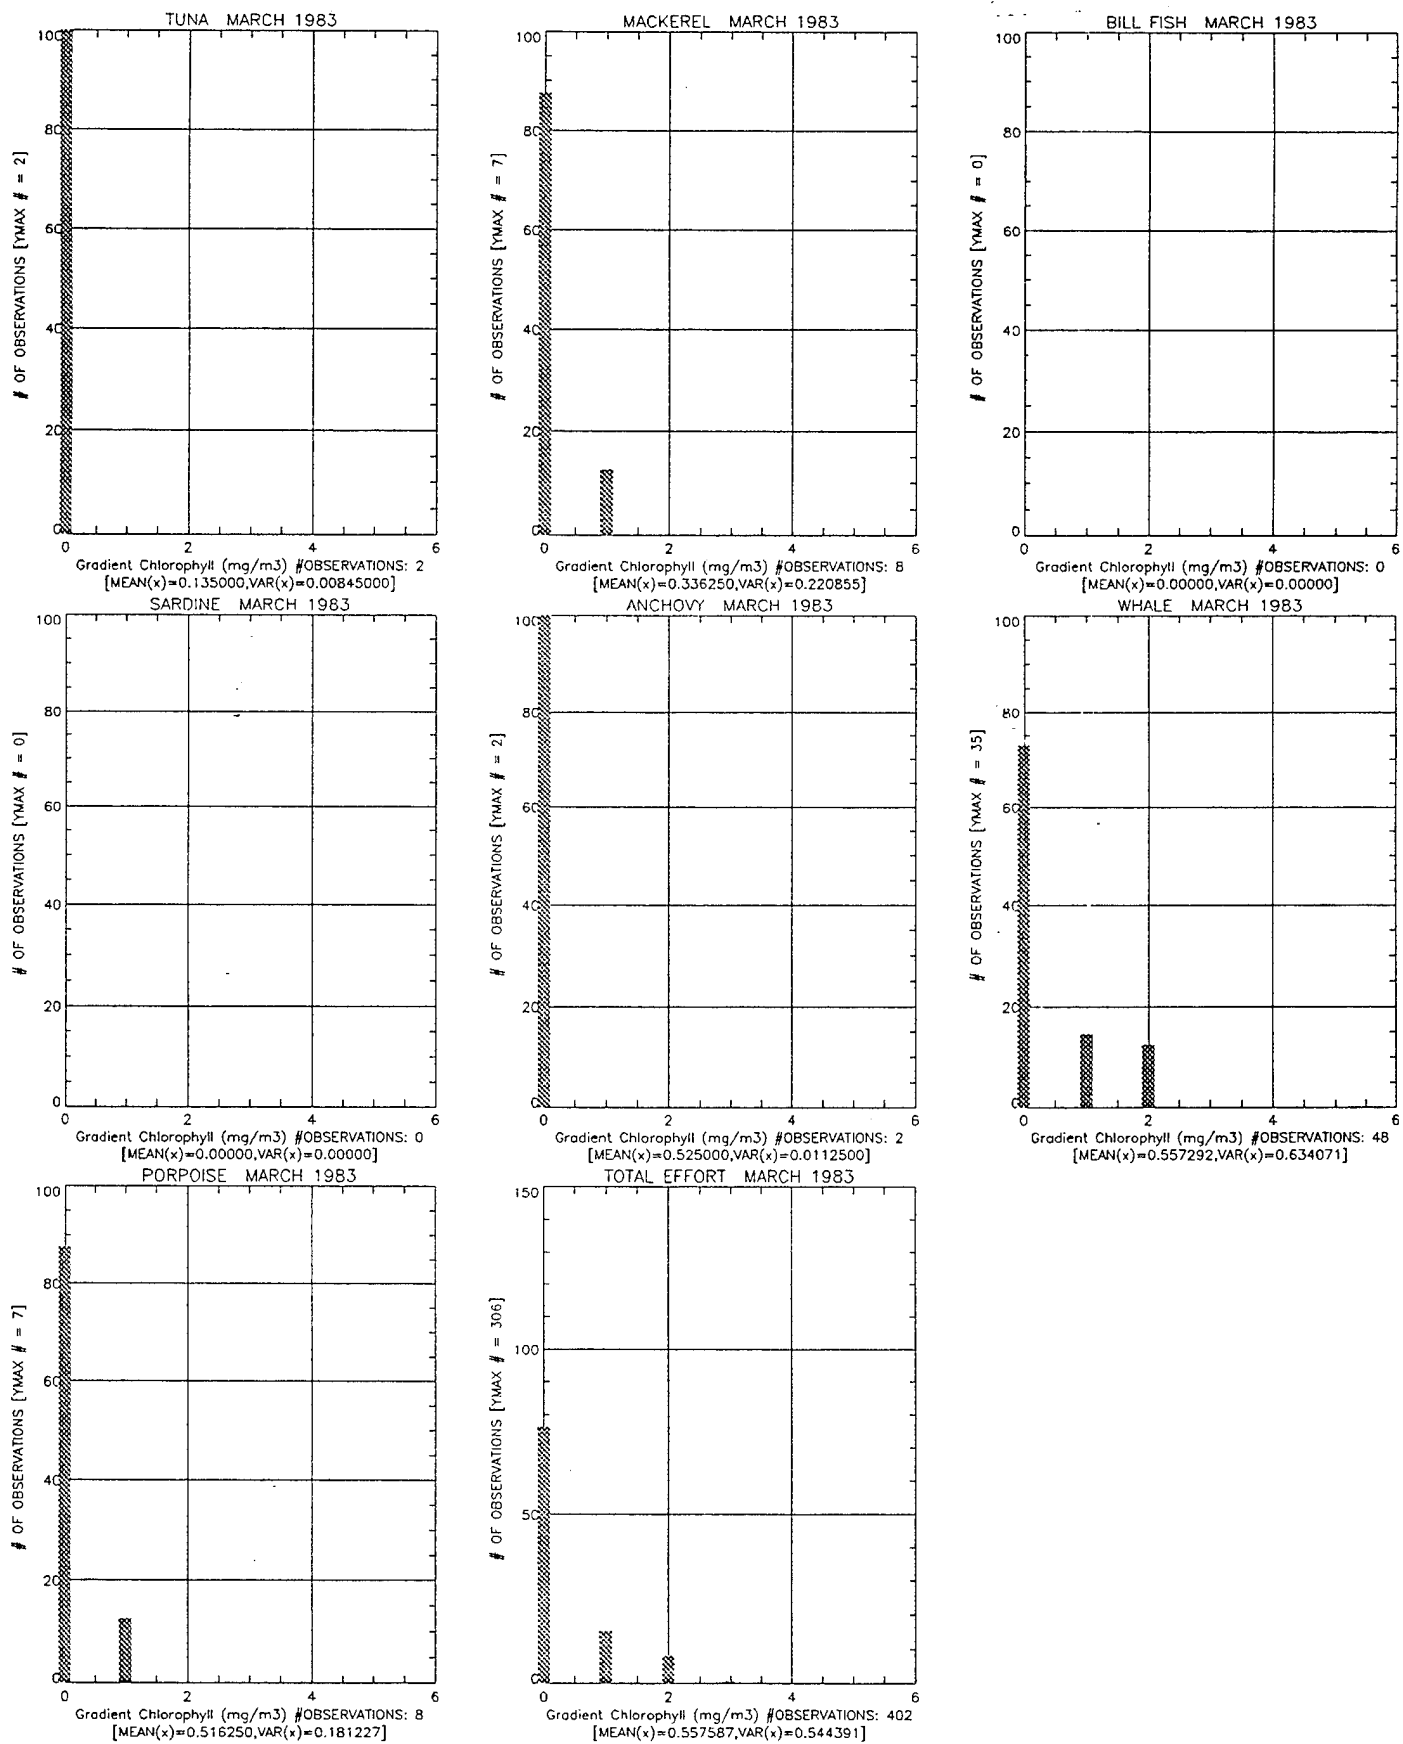 TUNA MARCH 1983
# OF OBSERVATIONS [YMAX # = 2]
100
80
60
40
20
0
0 2 4 6
Gradient Chlorophyll (mg/m3) #OBSERVATIONS: 2
[MEAN(x)=0.135000,VAR(x)=0.00845000]
MACKEREL MARCH 1983
# OF OBSERVATIONS [YMAX # = 7]
100
80
60
40
20
0
0 2 4 6
Gradient Chlorophyll (mg/m3) #OBSERVATIONS: 8
[MEAN(x)=0.336250,VAR(x)=0.220855]
BILL FISH MARCH 1983
# OF OBSERVATIONS [YMAX # = 0]
100
80
60
40
20
0
0 2 4 6
Gradient Chlorophyll (mg/m3) #OBSERVATIONS: 0
[MEAN(x)=0.00000,VAR(x)=0.00000]
SARDINE MARCH 1983
# OF OBSERVATIONS [YMAX # = 0]
100
80
60
40
20
0
0 2 4 6
Gradient Chlorophyll (mg/m3) #OBSERVATIONS: 0
[MEAN(x)=0.00000,VAR(x)=0.00000]
ANCHOVY MARCH 1983
# OF OBSERVATIONS [YMAX # = 2]
100
80
60
40
20
0
0 2 4 6
Gradient Chlorophyll (mg/m3) #OBSERVATIONS: 2
[MEAN(x)=0.525000,VAR(x)=0.0112500]
WHALE MARCH 1983
# OF OBSERVATIONS [YMAX # = 35]
100
80
60
40
20
0
0 2 4 6
Gradient Chlorophyll (mg/m3) #OBSERVATIONS: 48
[MEAN(x)=0.557292,VAR(x)=0.634071]
PORPOISE MARCH 1983
# OF OBSERVATIONS [YMAX # = 7]
100
80
60
40
20
0
0 2 4 6
Gradient Chlorophyll (mg/m3) #OBSERVATIONS: 8
[MEAN(x)=0.516250,VAR(x)=0.181227]
TOTAL EFFORT MARCH 1983
# OF OBSERVATIONS [YMAX # = 306]
150
100
50
0
0 2 4 6
Gradient Chlorophyll (mg/m3) #OBSERVATIONS: 402
[MEAN(x)=0.557587,VAR(x)=0.544391]